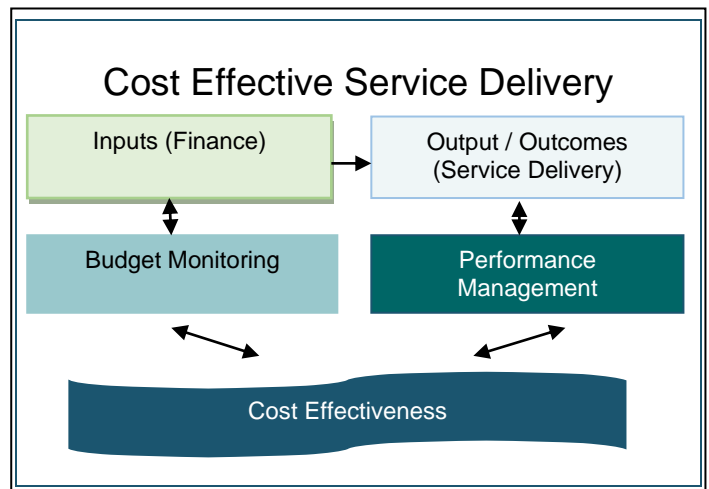 Cost Effective Service Delivery
Inputs (Finance)
Output / Outcomes
(Service Delivery)
Budget Monitoring
Performance
Management
Cost Effectiveness